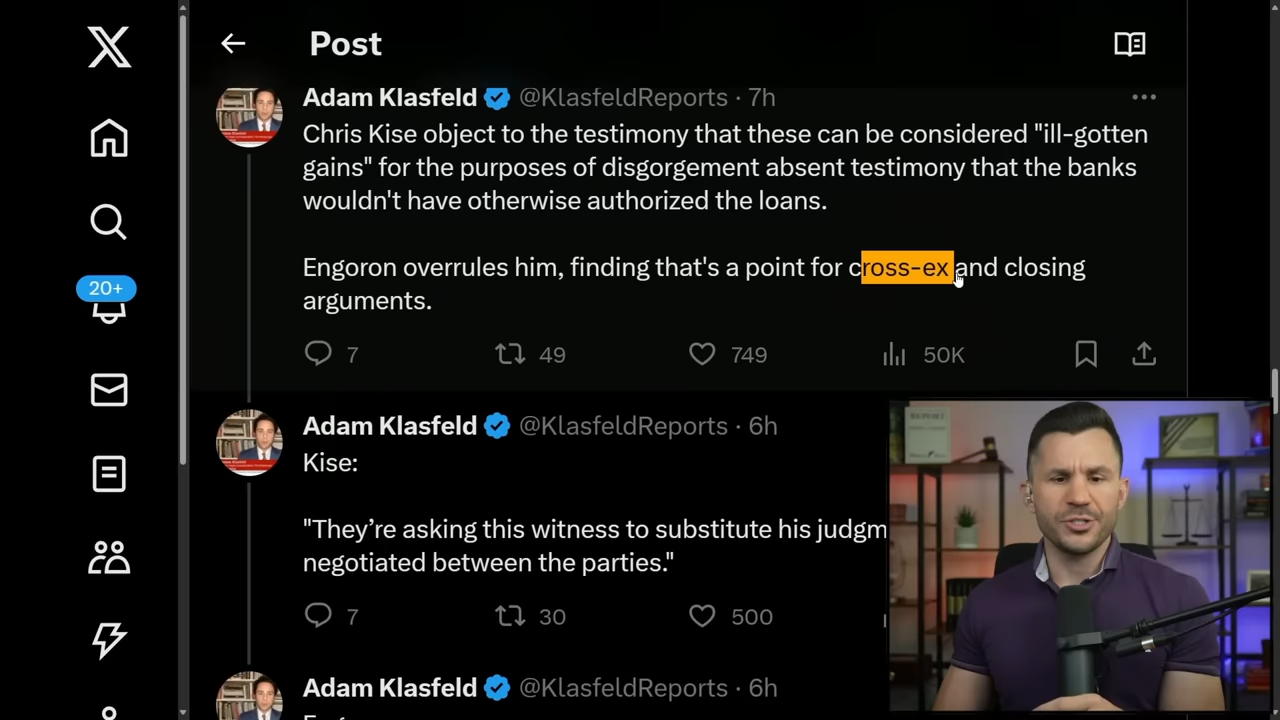 Post
Adam Klasfeld @KlasfeldReports · 7h
Chris Kise object to the testimony that these can be considered "ill-gotten
gains" for the purposes of disgorgement absent testimony that the banks
wouldn't have otherwise authorized the loans.
Engoron overrules him, finding that's a point for cross-ex and closing
arguments.
7 49 749 50K
20+
Adam Klasfeld @KlasfeldReports · 6h
Kise:
"They’re asking this witness to substitute his judgm
negotiated between the parties."
7 30 500
Adam Klasfeld @KlasfeldReports · 6h